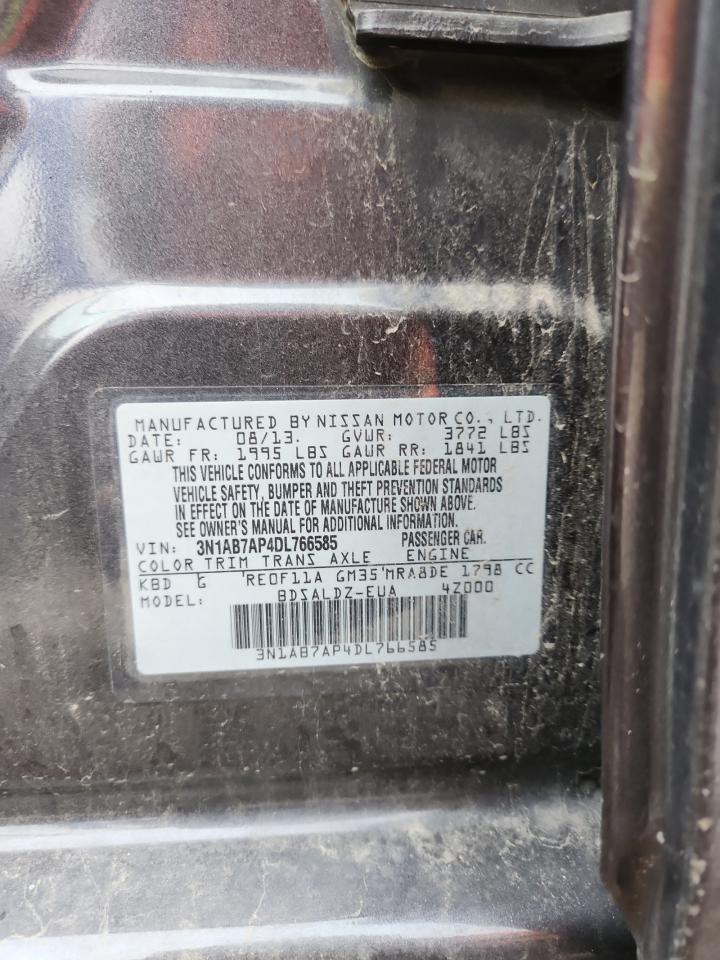 MANUFACTURED BY NISSAN MOTOR CO., LTD.
DATE: 08/13. GVWR: 3772 LBS
GAWR FR: 1995 LBS GAWR RR: 1841 LBS
THIS VEHICLE CONFORMS TO ALL APPLICABLE FEDERAL MOTOR
VEHICLE SAFETY, BUMPER AND THEFT PREVENTION STANDARDS
IN EFFECT ON THE DATE OF MANUFACTURE SHOWN ABOVE.
SEE OWNER'S MANUAL FOR ADDITIONAL INFORMATION.
VIN: 3N1AB7AP4DL766585 PASSENGER CAR.
COLOR TRIM TRANS AXLE ENGINE
KBD G RE0F11A GM35 MRA8DE 1798 CC
MODEL: BDSALDZ-EUA 4Z000
3N1AB7AP4DL766585